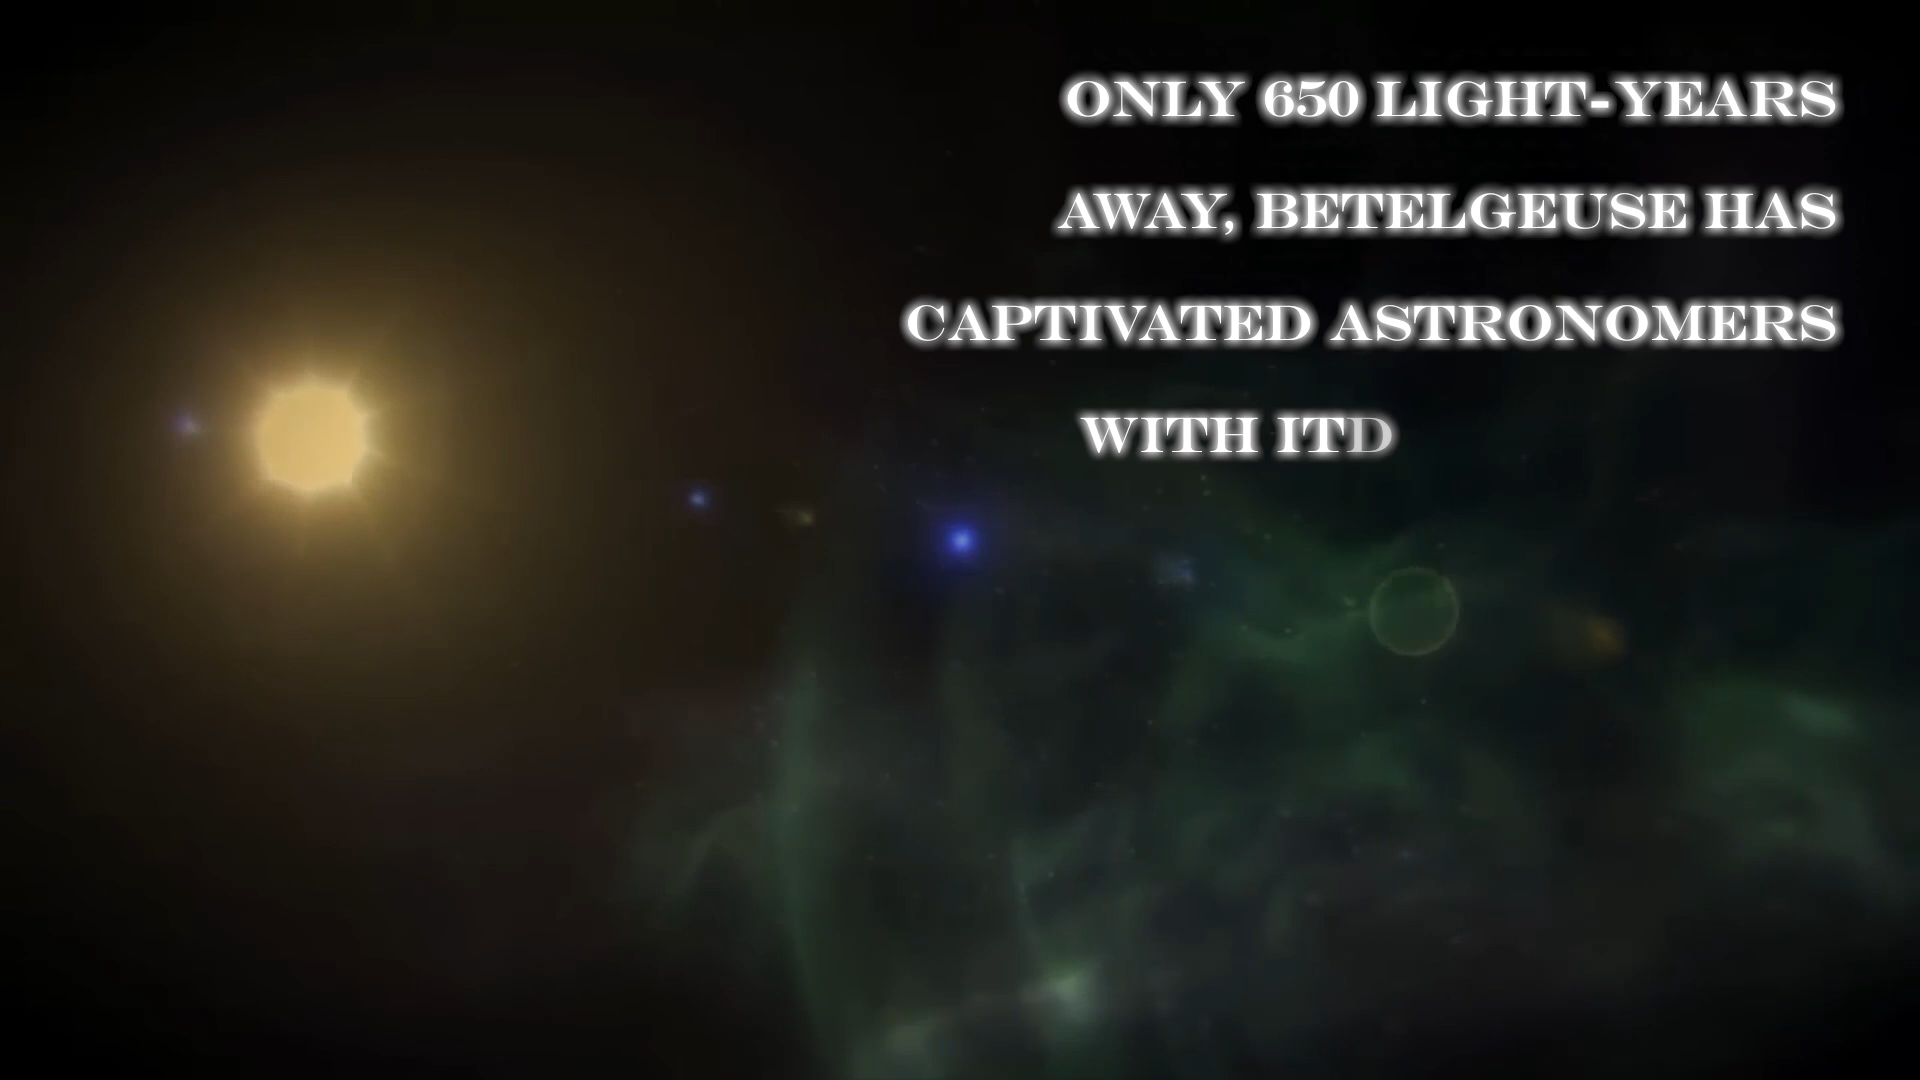 ONLY 650 LIGHT-YEARS
AWAY, BETELGEUSE HAS
CAPTIVATED ASTRONOMERS
WITH ITD